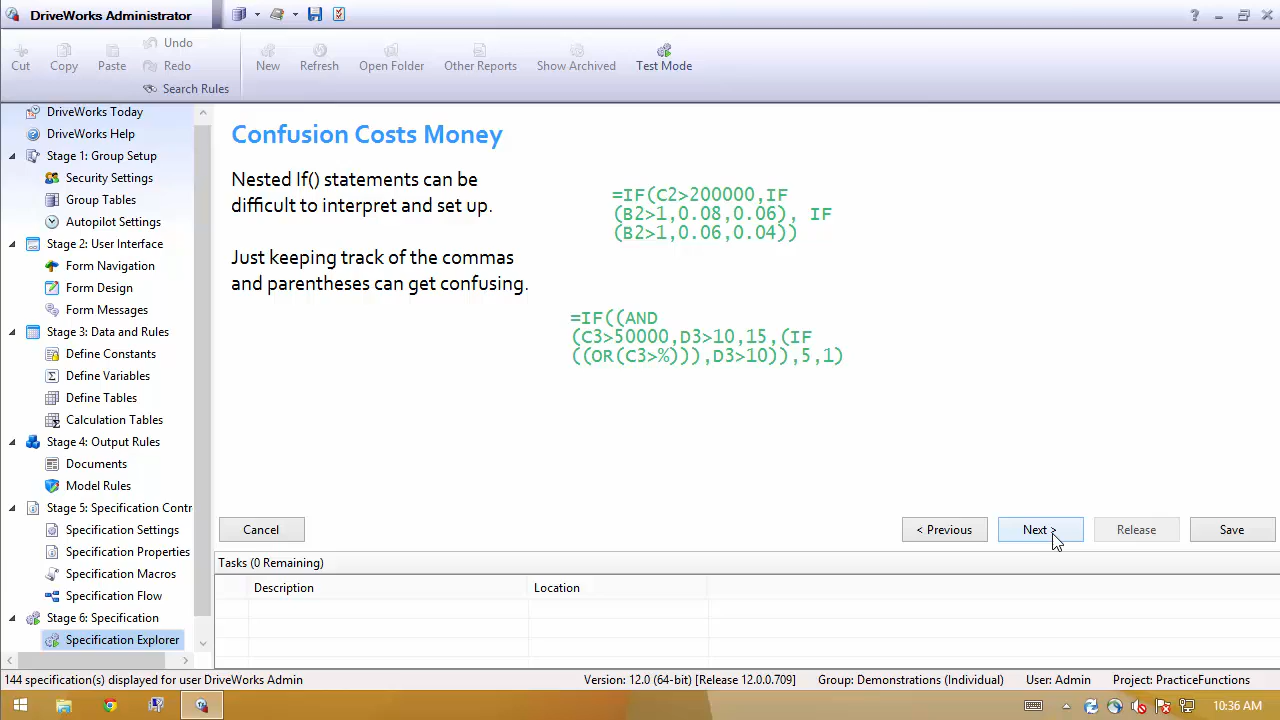 DriveWorks Administrator
Cut
Copy
Paste
Undo
Redo
Search Rules
New
Refresh
Open Folder
Other Reports
Show Archived
Test Mode
DriveWorks Today
DriveWorks Help
Stage 1: Group Setup
Security Settings
Group Tables
Autopilot Settings
Stage 2: User Interface
Form Navigation
Form Design
Form Messages
Stage 3: Data and Rules
Define Constants
Define Variables
Define Tables
Calculation Tables
Stage 4: Output Rules
Documents
Model Rules
Stage 5: Specification Contr
Specification Settings
Specification Properties
Specification Macros
Specification Flow
Stage 6: Specification
Specification Explorer
Confusion Costs Money
Nested If() statements can be
difficult to interpret and set up.
Just keeping track of the commas
and parentheses can get confusing.
=IF(C2>200000,IF
(B2>1,0.08,0.06), IF
(B2>1,0.06,0.04))
=IF((AND
(C3>50000,D3>10,15,(IF
((OR(C3>%))),D3>10)),5,1)
Cancel
< Previous
Next >
Release
Save
Tasks (0 Remaining)
Description
Location
144 specification(s) displayed for user DriveWorks Admin
Version: 12.0 (64-bit) [Release 12.0.0.709]
Group: Demonstrations (Individual)
User: Admin
Project: PracticeFunctions
10:36 AM